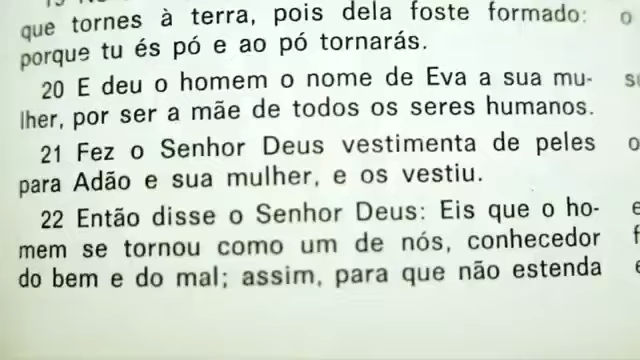 que tornes à terra, pois dela foste formado:
porque tu és pó e ao pó tornarás.
20 E deu o homem o nome de Eva a sua mu-
lher, por ser a mãe de todos os seres humanos.
21 Fez o Senhor Deus vestimenta de peles
para Adão e sua mulher, e os vestiu.
22 Então disse o Senhor Deus: Eis que o ho-
mem se tornou como um de nós, conhecedor
do bem e do mal; assim, para que não estenda